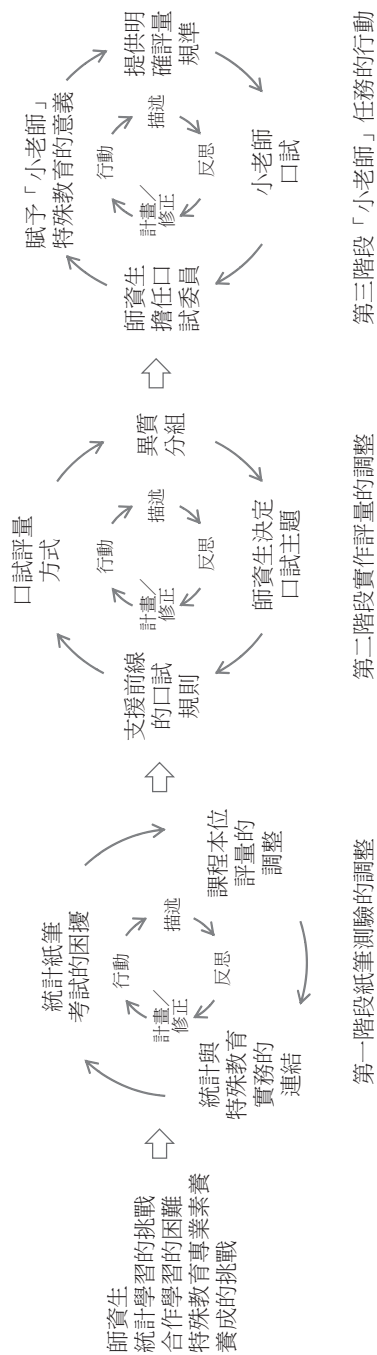 師資生
統計學習的挑戰
合作學習的困難
特殊教育專業素養
養成的挑戰
統計紙筆
考試的困擾
課程本位
評量的
調整
統計與
特殊教育
實務的
連結
行動
描述
反思
計畫／
修正
第一階段紙筆測驗的調整
口試評量
方式
異質
分組
師資生決定
口試主題
支援前線
的口試
規則
行動
描述
反思
計畫／
修正
第二階段實作評量的調整
賦予「小老師」
特殊教育的意義
提供明
確評量
規準
小老師
口試
師資生
擔任口
試委員
行動
描述
反思
計畫／
修正
第三階段「小老師」任務的行動